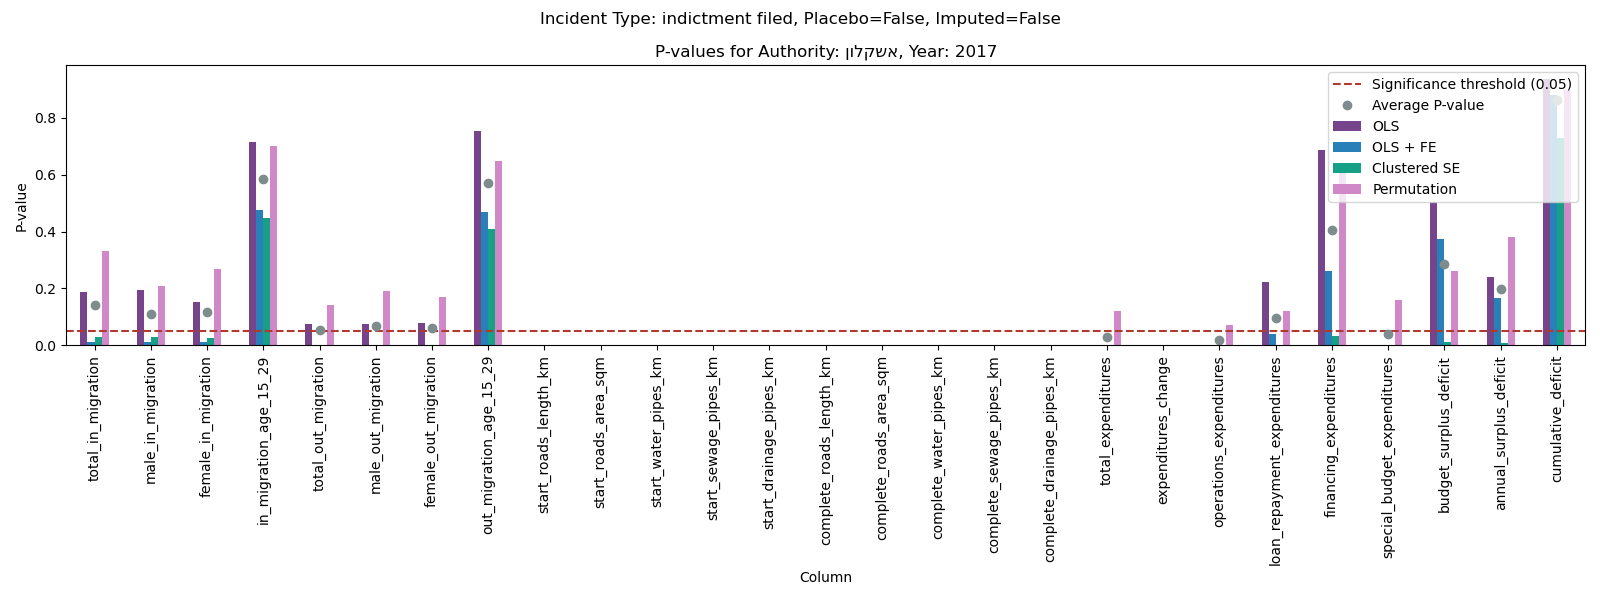 Incident Type: indictment filed, Placebo=False, Imputed=False
P-values for Authority: אשקלון, Year: 2017
Significance threshold (0.05)
Average P-value
OLS
OLS + FE
Clustered SE
Permutation
P-value
0.8
0.6
0.4
0.2
0.0
total_in_migration
male_in_migration
female_in_migration
in_migration_age_15_29
total_out_migration
male_out_migration
female_out_migration
out_migration_age_15_29
start_roads_length_km
start_roads_area_sqm
start_water_pipes_km
start_sewage_pipes_km
start_drainage_pipes_km
complete_roads_length_km
complete_roads_area_sqm
complete_water_pipes_km
complete_sewage_pipes_km
complete_drainage_pipes_km
total_expenditures
expenditures_change
operations_expenditures
loan_repayment_expenditures
financing_expenditures
special_budget_expenditures
budget_surplus_deficit
annual_surplus_deficit
cumulative_deficit
Column